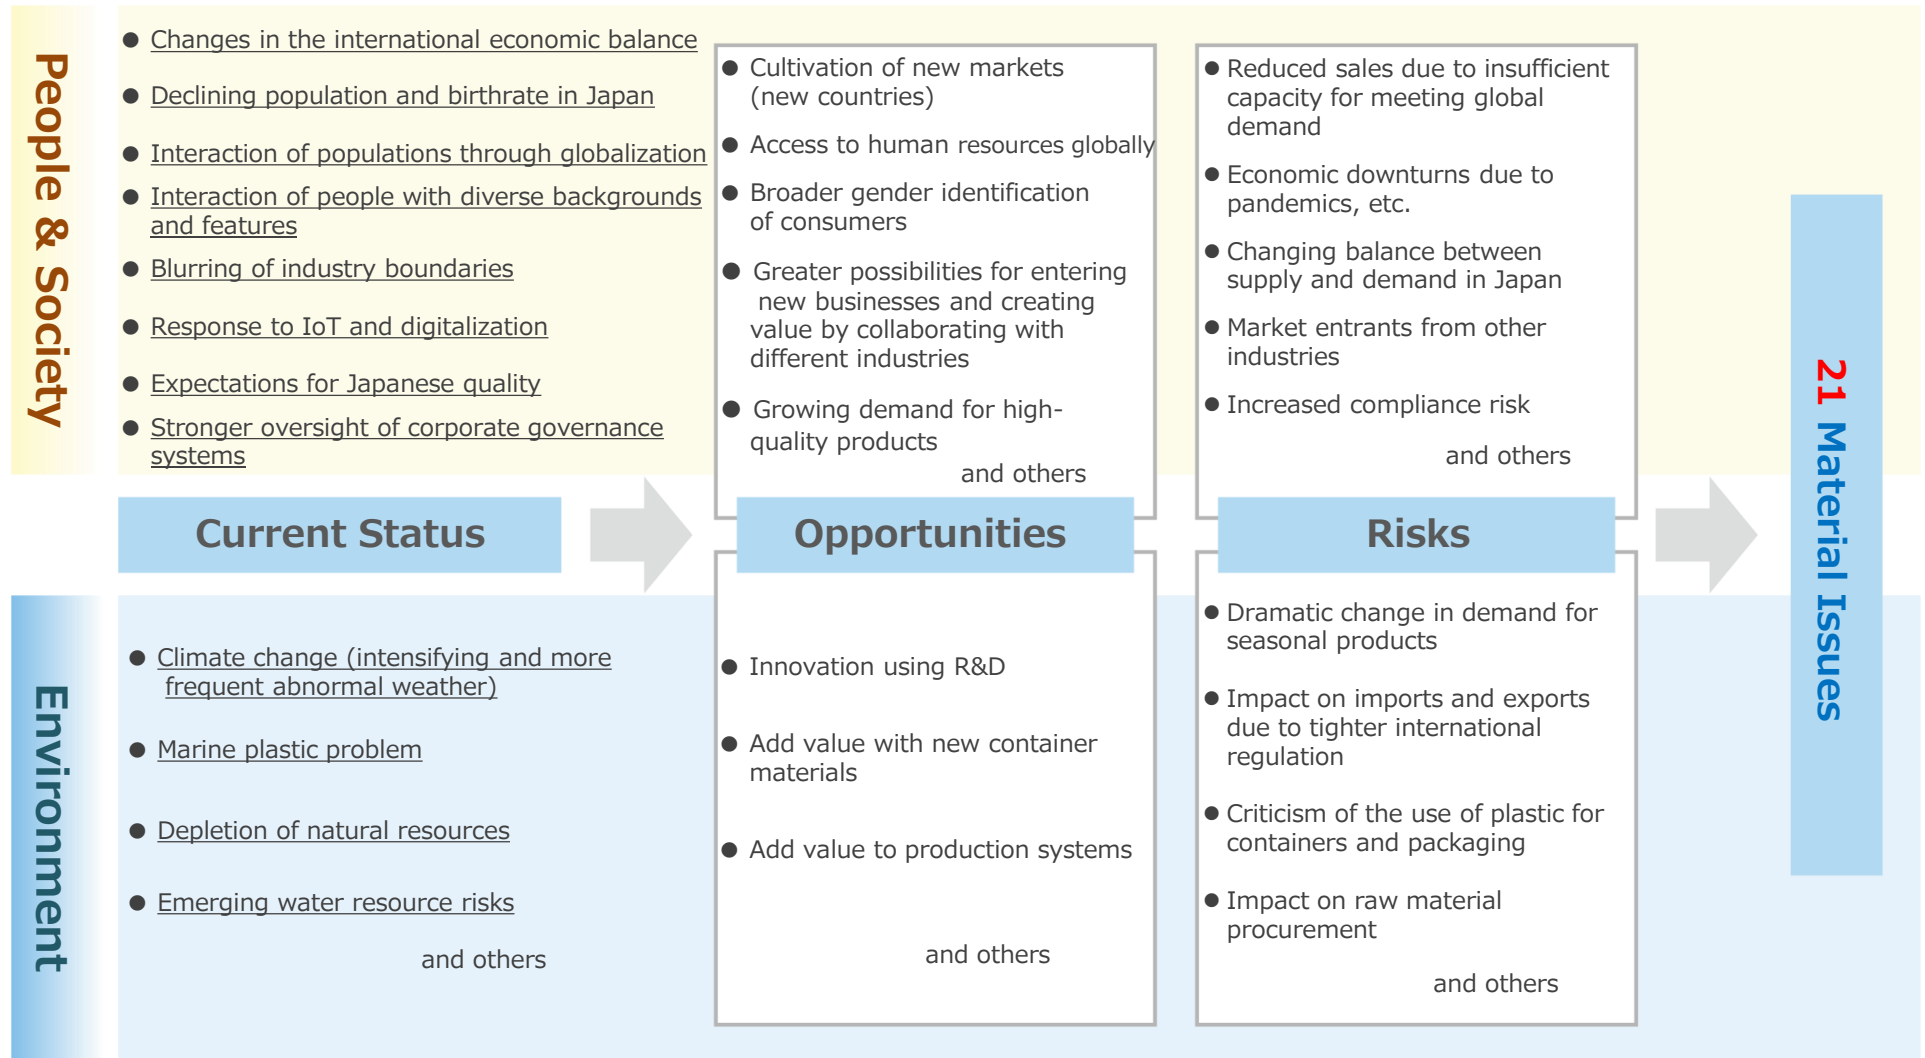 People & Society
● Changes in the international economic balance
● Declining population and birthrate in Japan
● Interaction of populations through globalization
● Interaction of people with diverse backgrounds
and features
● Blurring of industry boundaries
● Response to IoT and digitalization
● Expectations for Japanese quality
● Stronger oversight of corporate governance
systems
● Cultivation of new markets
(new countries)
● Access to human resources globally
● Broader gender identification
of consumers
● Greater possibilities for entering
new businesses and creating
value by collaborating with
different industries
● Growing demand for high-
quality products
and others
● Reduced sales due to insufficient
capacity for meeting global
demand
● Economic downturns due to
pandemics, etc.
● Changing balance between
supply and demand in Japan
● Market entrants from other
industries
● Increased compliance risk
and others
Current Status
Opportunities
Risks
Environment
● Climate change (intensifying and more
frequent abnormal weather)
● Marine plastic problem
● Depletion of natural resources
● Emerging water resource risks
and others
● Innovation using R&D
● Add value with new container
materials
● Add value to production systems
and others
● Dramatic change in demand for
seasonal products
● Impact on imports and exports
due to tighter international
regulation
● Criticism of the use of plastic for
containers and packaging
● Impact on raw material
procurement
and others
21 Material Issues